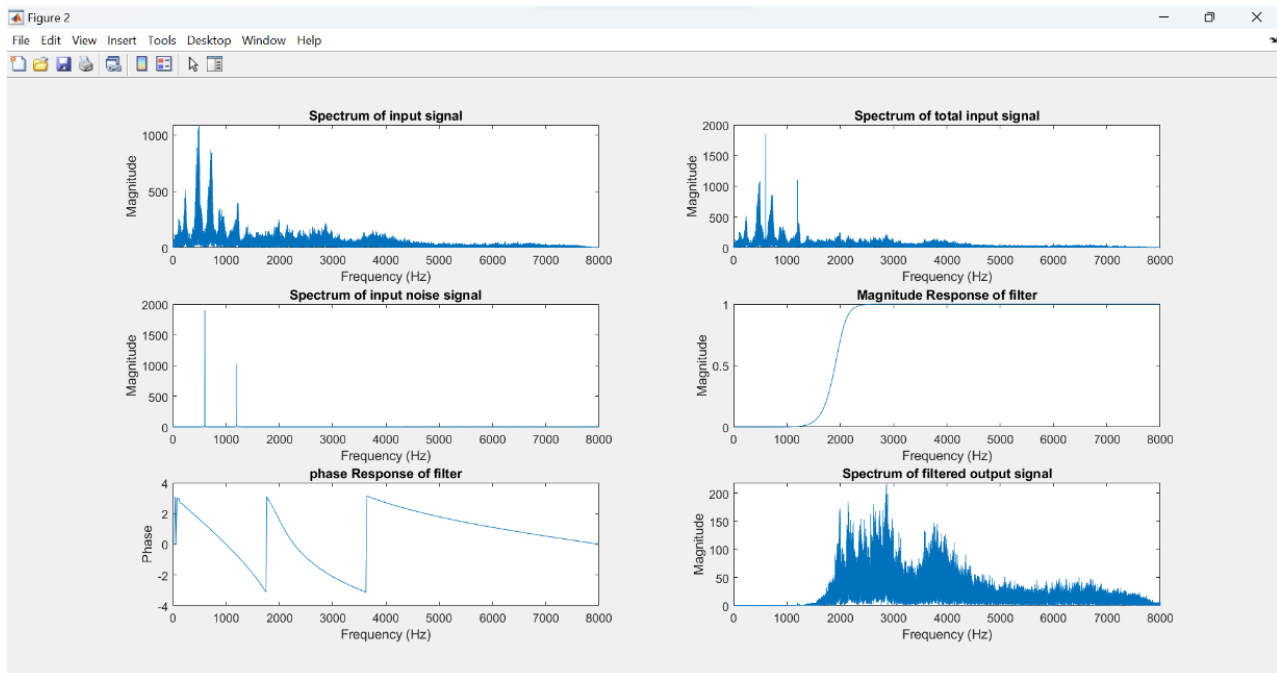 Figure 2
File Edit View Insert Tools Desktop Window Help
Spectrum of input signal
1000
500
0
Magnitude
0 1000 2000 3000 4000 5000 6000 7000 8000
Frequency (Hz)
Spectrum of total input signal
2000
1500
1000
500
0
Magnitude
0 1000 2000 3000 4000 5000 6000 7000 8000
Frequency (Hz)
Spectrum of input noise signal
2000
1500
1000
500
0
Magnitude
0 1000 2000 3000 4000 5000 6000 7000 8000
Frequency (Hz)
Magnitude Response of filter
1
0.5
0
Magnitude
0 1000 2000 3000 4000 5000 6000 7000 8000
Frequency (Hz)
phase Response of filter
4
2
0
-2
-4
Phase
0 1000 2000 3000 4000 5000 6000 7000 8000
Frequency (Hz)
Spectrum of filtered output signal
200
150
100
50
0
Magnitude
0 1000 2000 3000 4000 5000 6000 7000 8000
Frequency (Hz)